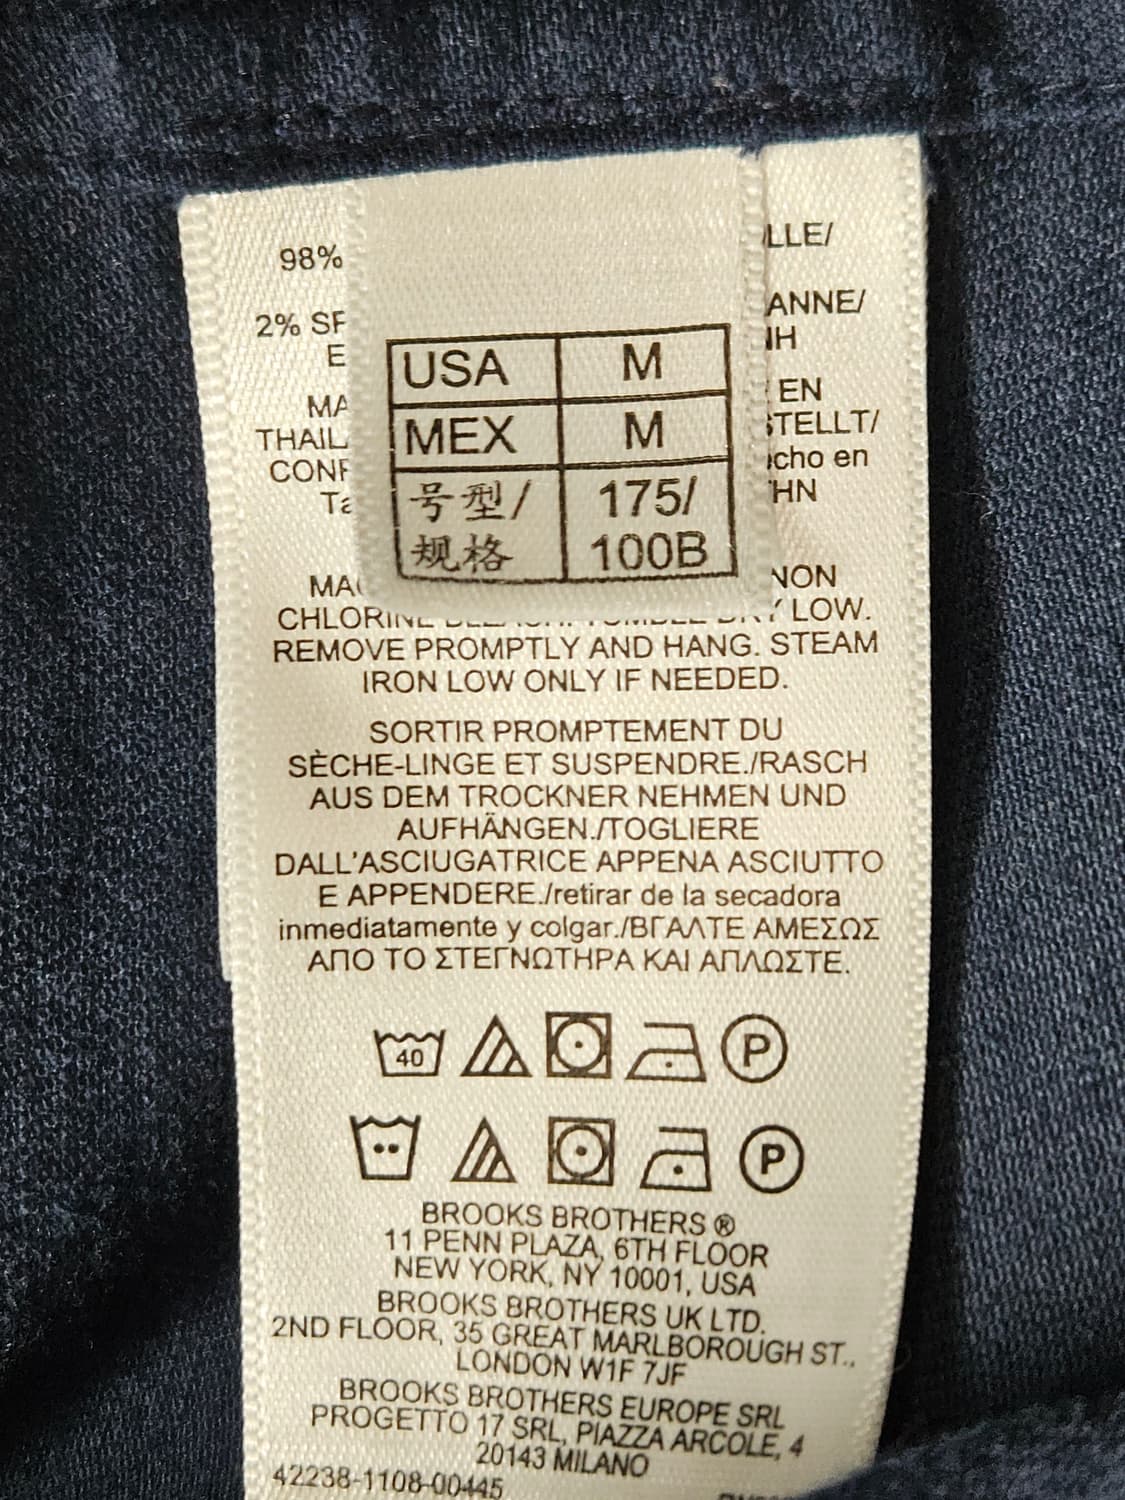 USA M
MEX M
号型/ 175/
规格 100B
98%
LLE/
2% SP
ANNE/
E
NH
MA
EN
THAIL
STELLT/
CONF
cho en
Ta
THN
MAC
NON
CHLORINE BLEACH. TUMBLE DRY LOW.
REMOVE PROMPTLY AND HANG. STEAM
IRON LOW ONLY IF NEEDED.
SORTIR PROMPTEMENT DU
SÈCHE-LINGE ET SUSPENDRE./RASCH
AUS DEM TROCKNER NEHMEN UND
AUFHÄNGEN./TOGLIERE
DALL'ASCIUGATRICE APPENA ASCIUTTO
E APPENDERE./retirar de la secadora
inmediatamente y colgar./ΒΓΑΛΤΕ ΑΜΕΣΩΣ
ΑΠΟ ΤΟ ΣΤΕΓΝΩΤΗΡΑ ΚΑΙ ΑΠΛΩΣΤΕ.
40 P
P
BROOKS BROTHERS ®
11 PENN PLAZA, 6TH FLOOR
NEW YORK, NY 10001, USA
BROOKS BROTHERS UK LTD.
2ND FLOOR, 35 GREAT MARLBOROUGH ST.,
LONDON W1F 7JF
BROOKS BROTHERS EUROPE SRL
PROGETTO 17 SRL, PIAZZA ARCOLE, 4
20143 MILANO
42238-1108-00445